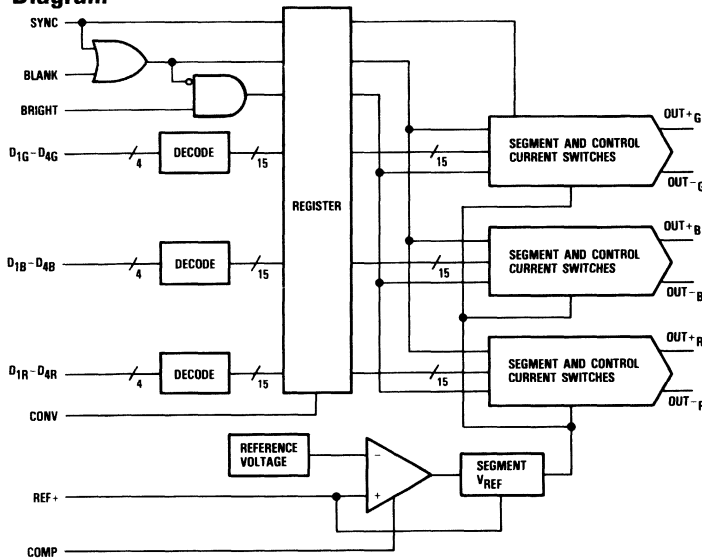 Diagram
SYNC
BLANK
BRIGHT
D1G-D4G
4
DECODE
15
REGISTER
15
SEGMENT AND CONTROL
CURRENT SWITCHES
OUT+G
OUT-G
D1B-D4B
4
DECODE
15
15
SEGMENT AND CONTROL
CURRENT SWITCHES
OUT+B
OUT-B
D1R-D4R
4
DECODE
15
15
SEGMENT AND CONTROL
CURRENT SWITCHES
OUT+R
OUT-R
CONV
REFERENCE
VOLTAGE
-
+
SEGMENT
VREF
REF+
COMP